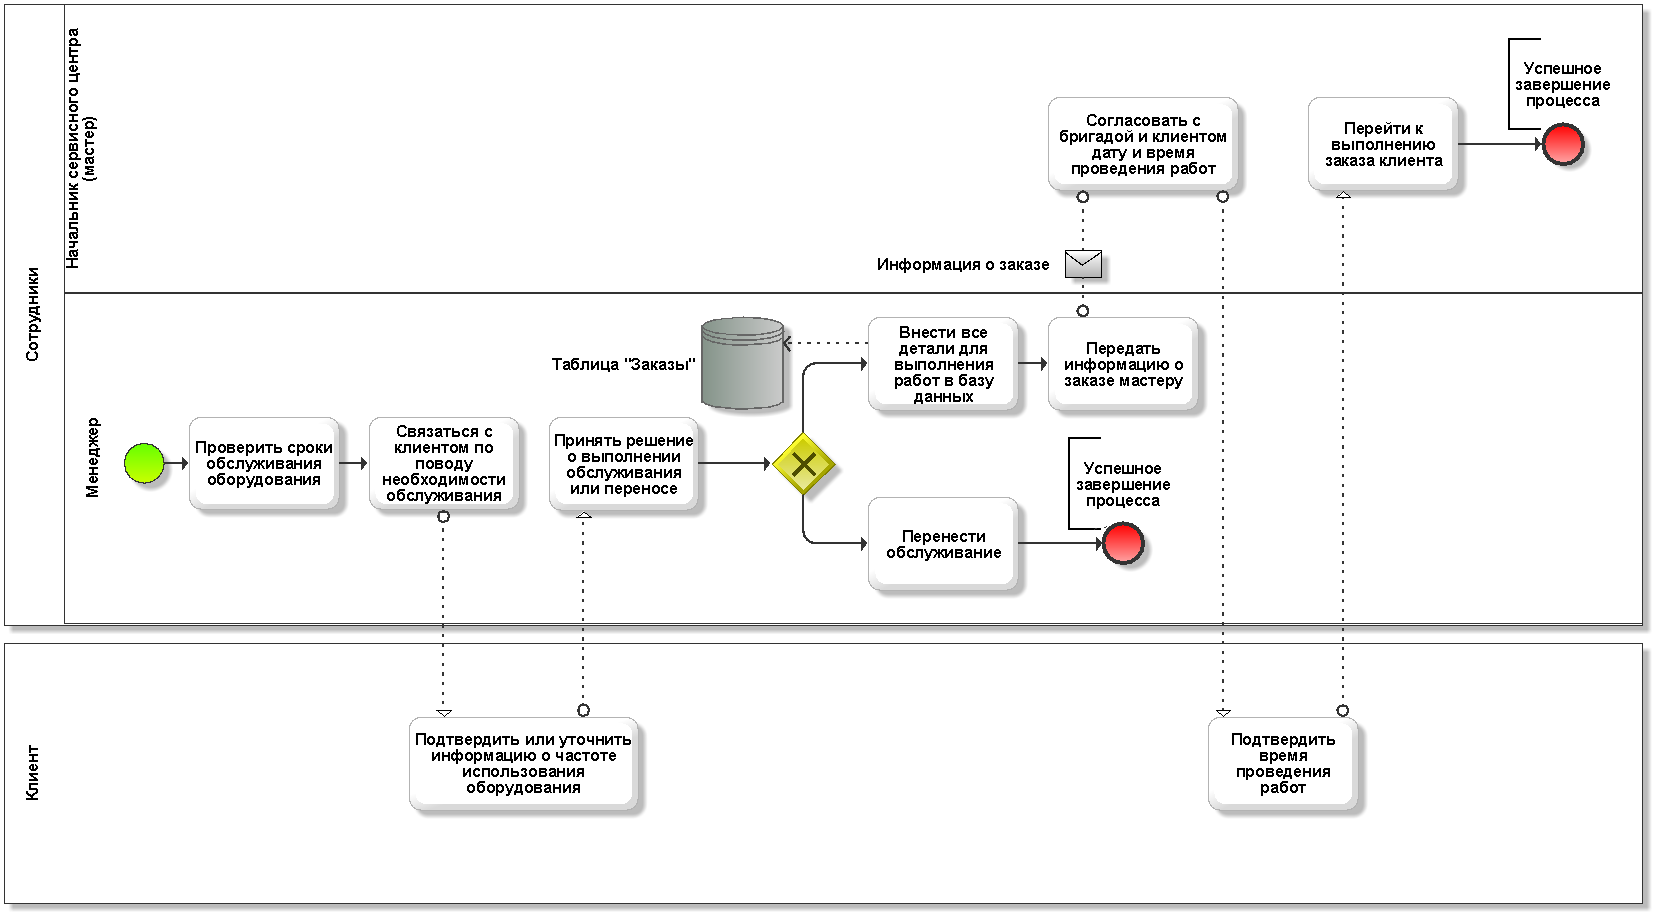 Сотрудники
Начальник сервисного центра
(мастер)
Согласовать с
бригадой и клиентом
дату и время
проведения работ
Перейти к
выполнению
заказа клиента
Успешное
завершение
процесса
Информация о заказе
Менеджер
Проверить сроки
обслуживания
оборудования
Связаться с
клиентом по
поводу
необходимости
обслуживания
Принять решение
о выполнении
обслуживания
или переносе
Таблица "Заказы"
Внести все
детали для
выполнения
работ в базу
данных
Передать
информацию о
заказе мастеру
Перенести
обслуживание
Успешное
завершение
процесса
Клиент
Подтвердить или уточнить
информацию о частоте
использования
оборудования
Подтвердить
время
проведения
работ